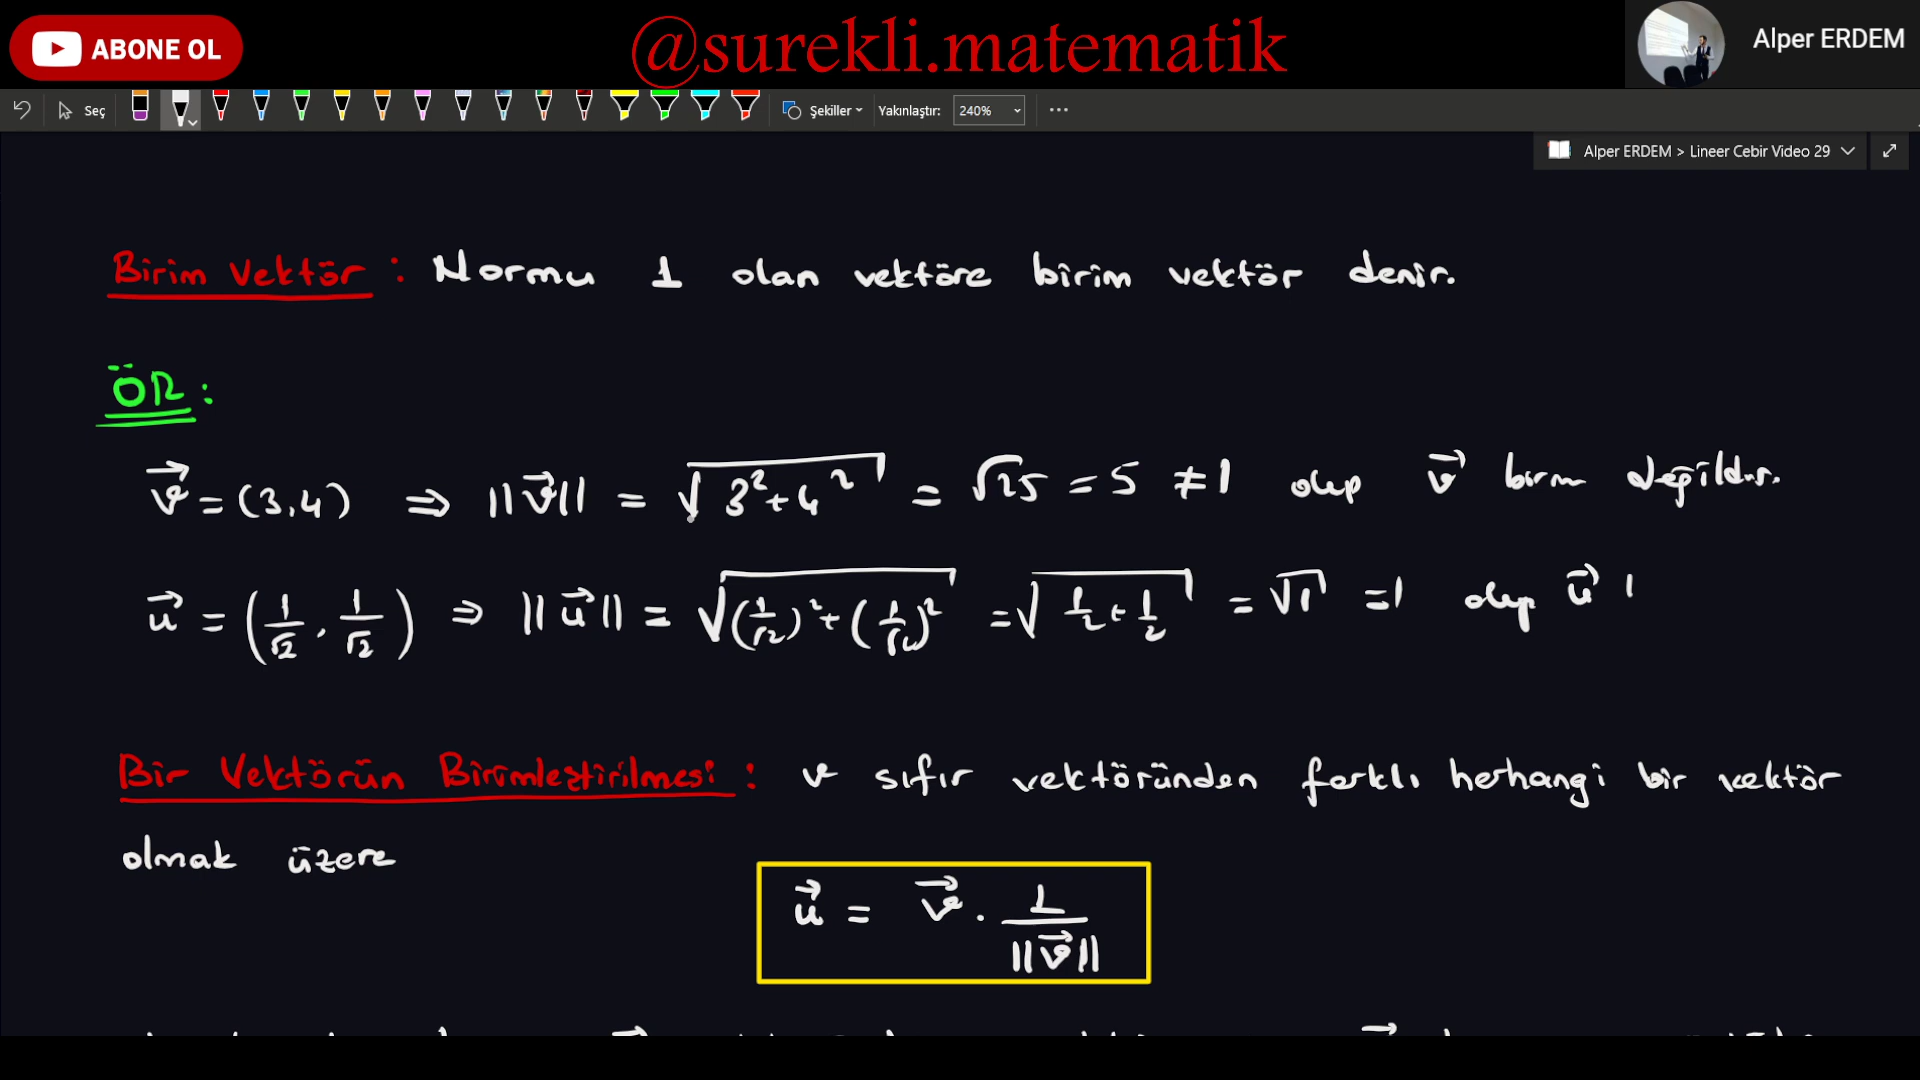 ABONE OL
@surekli.matematik
Alper ERDEM
Seç
Şekiller
Yakınlaştır:
240%
Alper ERDEM > Lineer Cebir Video 29
Birim Vektör : Normu 1 olan vektöre birim vektör denir.
ÖR :
v⃗ = (3,4) ⇒ ||v⃗|| = √(3²+4²) = √25 = 5 ≠ 1 olup v⃗ birim değildir.
u⃗ = (1/√2, 1/√2) ⇒ ||u⃗|| = √((1/√2)² + (1/√2)²) = √(1/2 + 1/2) = √1 = 1 olup u⃗
Bir Vektörün Birimleştirilmesi : v sıfır vektöründen farklı herhangi bir vektör
olmak üzere
u⃗ = v⃗ . 1/||v⃗||